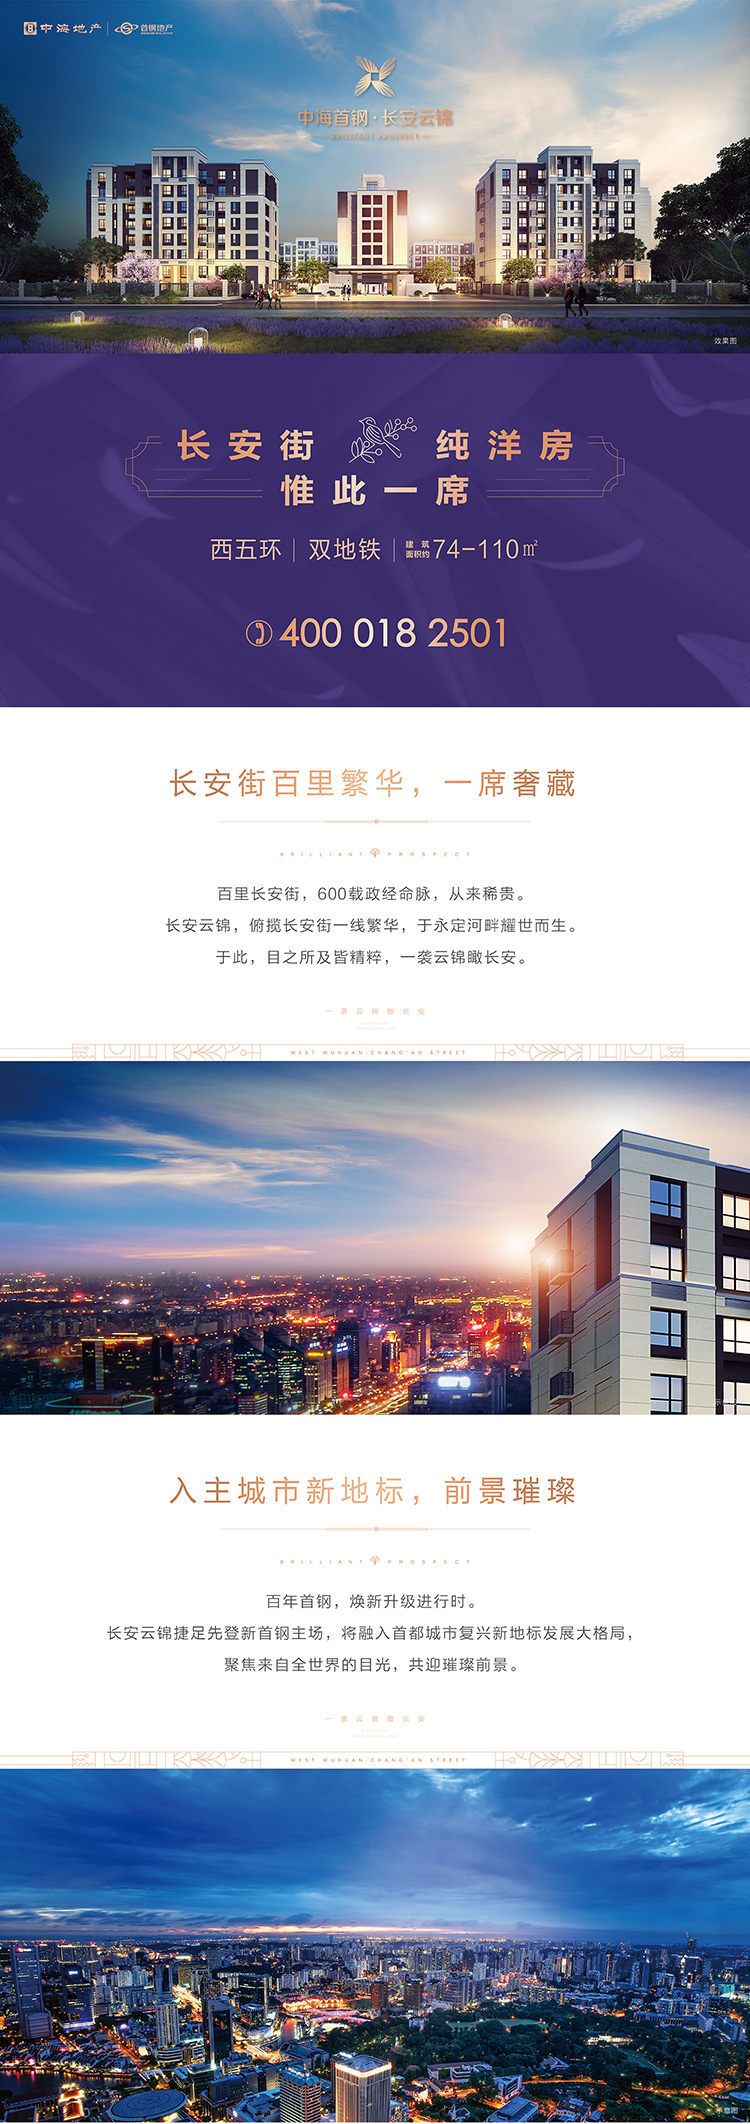 中海地产 首钢地产
中海首钢·长安云锦
BRILLIANT PROSPECT
效果图
长安街 纯洋房
惟此一席
西五环 双地铁 建筑面积约 74-110㎡
400 018 2501
长安街百里繁华，一席奢藏
BRILLIANT PROSPECT
百里长安街，600载政经命脉，从来稀贵。
长安云锦，俯揽长安街一线繁华，于永定河畔耀世而生。
于此，目之所及皆精粹，一袭云锦瞰长安。
一袭云锦瞰长安
WEST WUHUAN·CHANG'AN STREET
示意图
入主城市新地标，前景璀璨
BRILLIANT PROSPECT
百年首钢，焕新升级进行时。
长安云锦捷足先登新首钢主场，将融入首都城市复兴新地标发展大格局，
聚焦来自全世界的目光，共迎璀璨前景。
一袭云锦瞰长安
WEST WUHUAN·CHANG'AN STREET
示意图